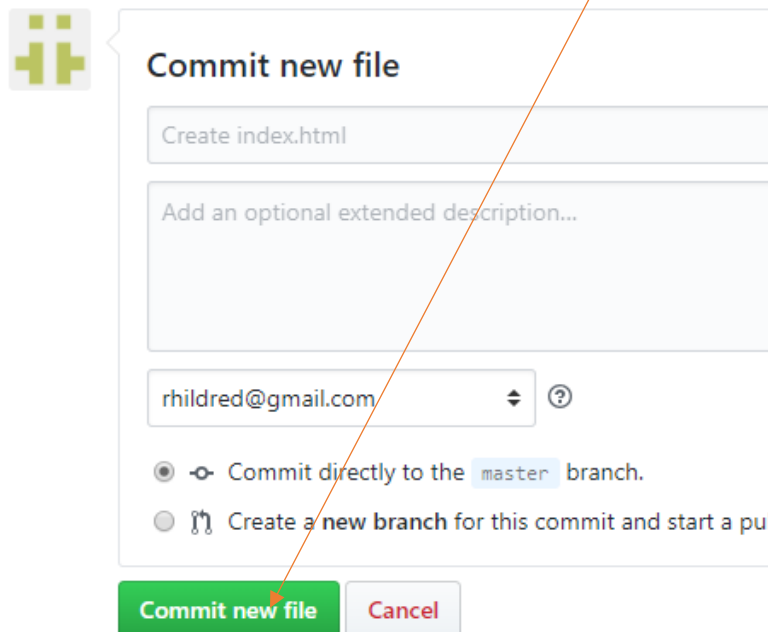 Commit new file
Create index.html
Add an optional extended description...
rhildred@gmail.com
Commit directly to the master branch.
Create a new branch for this commit and start a pu
Commit new file Cancel